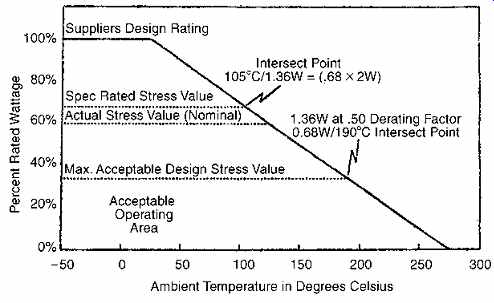 Suppliers Design Rating
100%
80%
60%
40%
20%
0%
Percent Rated Wattage
Intersect Point
105°C/1.36W = (.68 × 2W)
Spec Rated Stress Value
Actual Stress Value (Nominal)
1.36W at .50 Derating Factor
0.68W/190°C Intersect Point
Max. Acceptable Design Stress Value
Acceptable
Operating
Area
-50 0 50 100 150 200 250 300
Ambient Temperature in Degrees Celsius